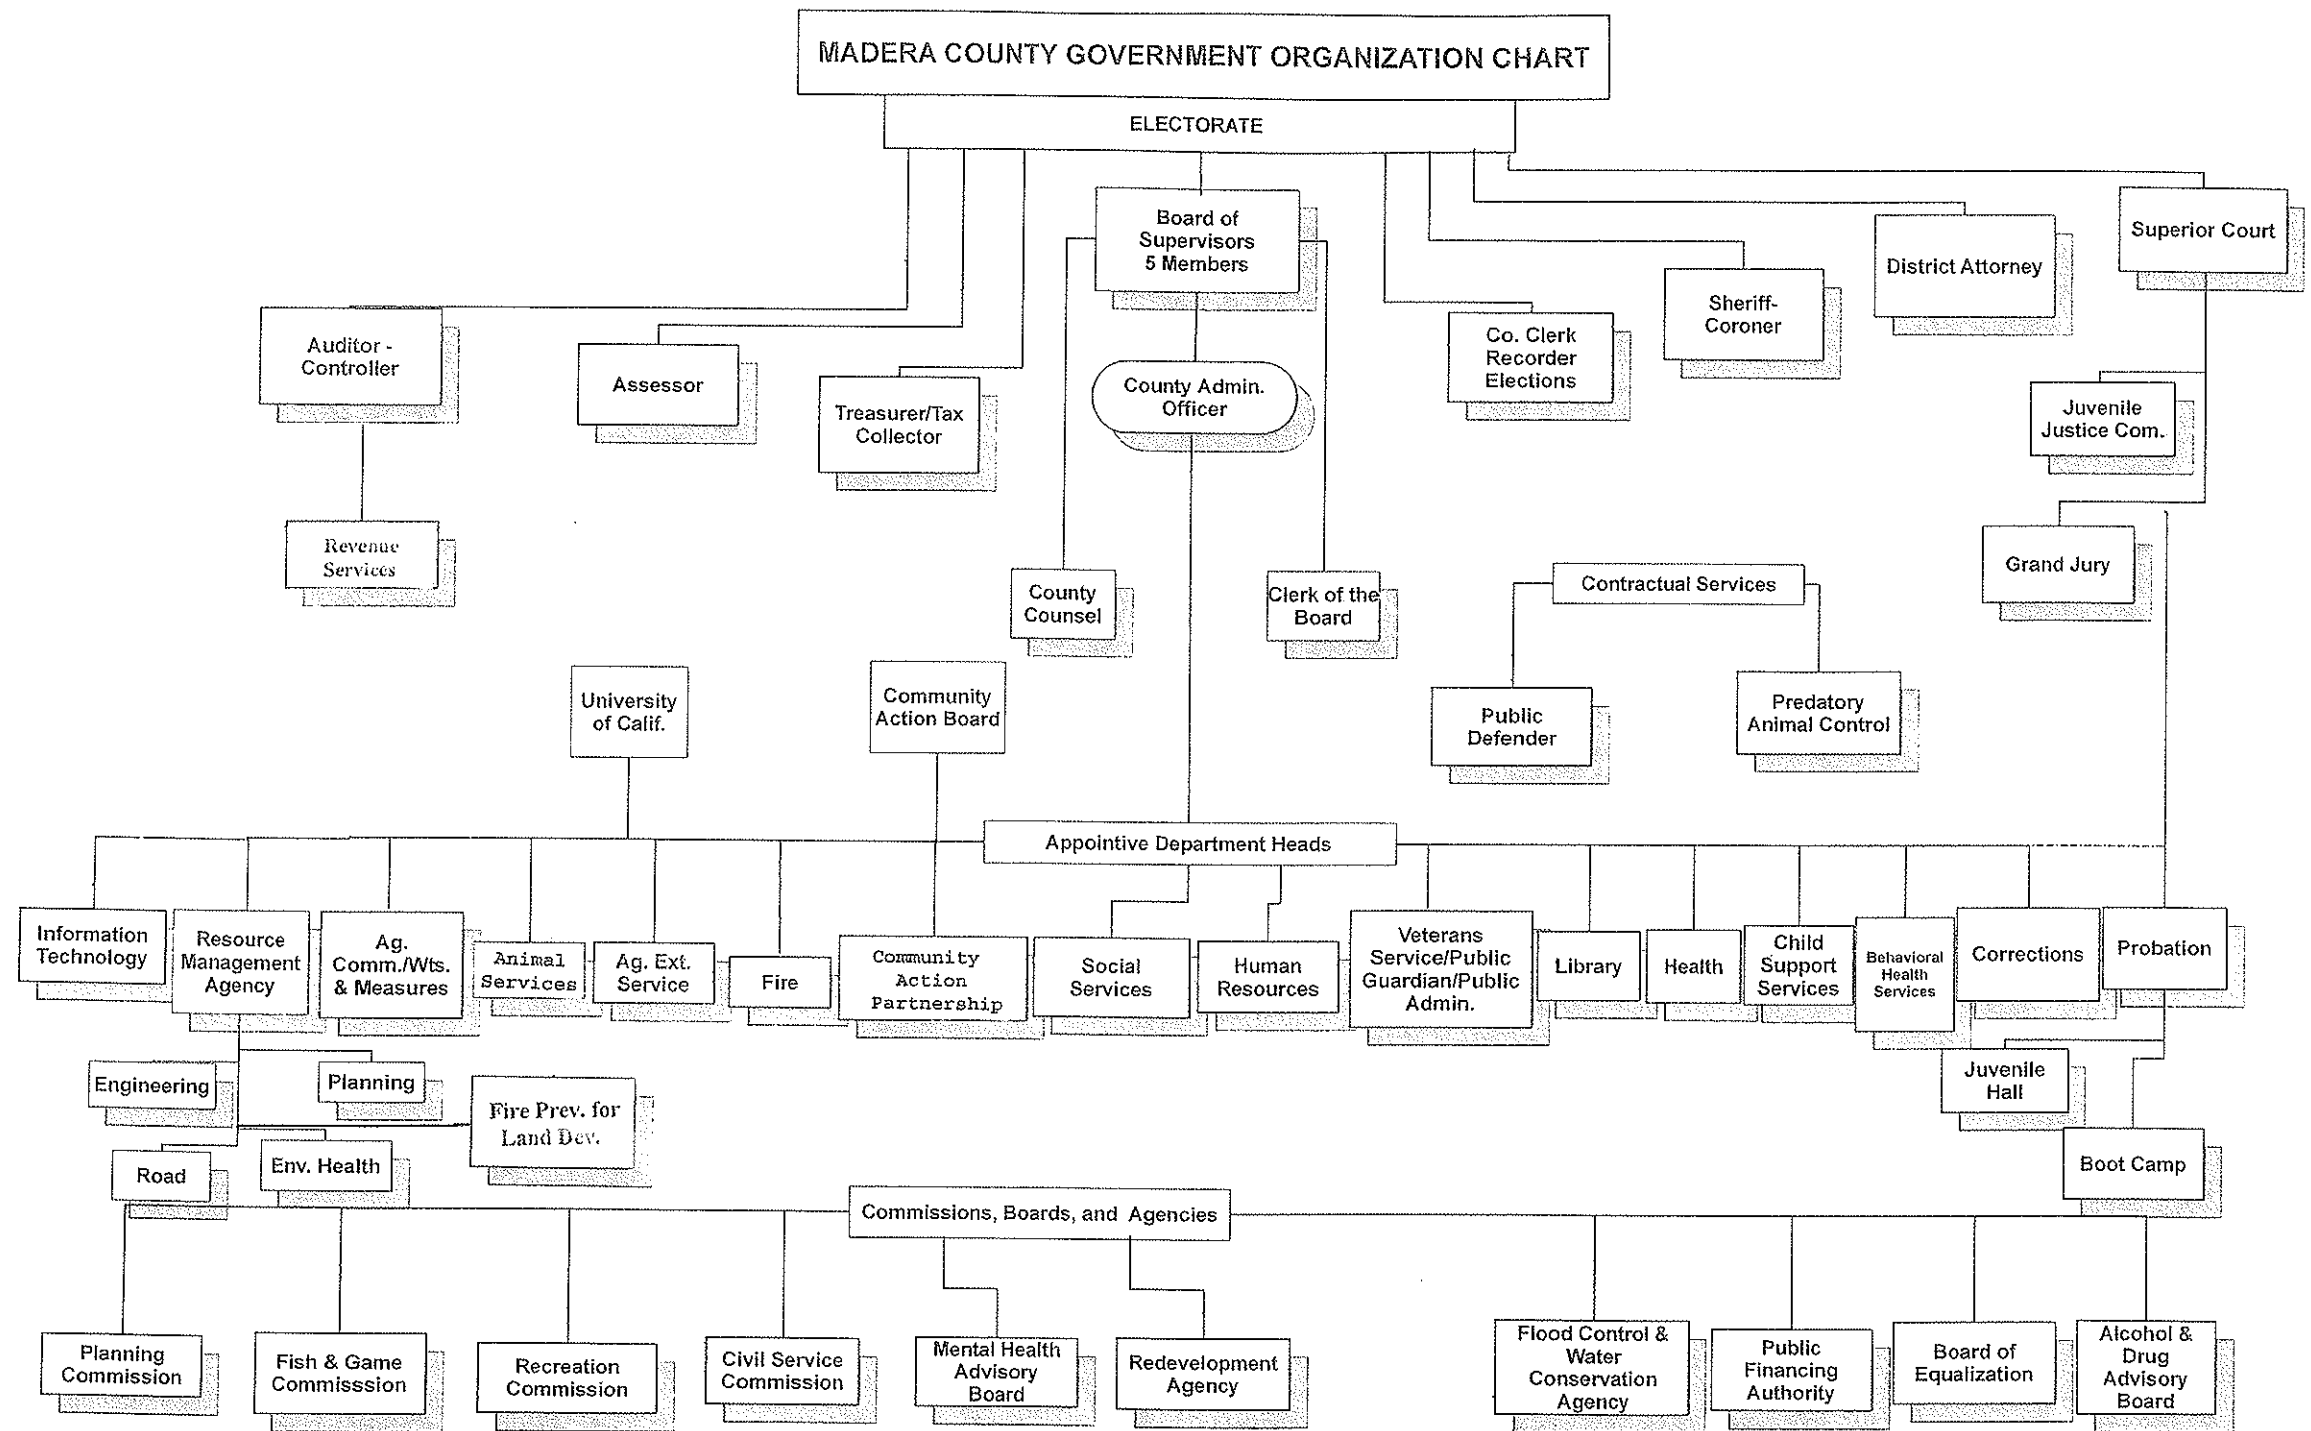 MADERA COUNTY GOVERNMENT ORGANIZATION CHART
ELECTORATE
Board of
Supervisors
5 Members
Superior Court
District Attorney
Sheriff-
Coroner
Co. Clerk
Recorder
Elections
Auditor -
Controller
Assessor
Treasurer/Tax
Collector
County Admin.
Officer
Juvenile
Justice Com.
Revenue
Services
County
Counsel
Clerk of the
Board
Contractual Services
Grand Jury
University
of Calif.
Community
Action Board
Public
Defender
Predatory
Animal Control
Appointive Department Heads
Information
Technology
Resource
Management
Agency
Ag.
Comm./Wts.
& Measures
Animal
Services
Ag. Ext.
Service
Fire
Community
Action
Partnership
Social
Services
Human
Resources
Veterans
Service/Public
Guardian/Public
Admin.
Library
Health
Child
Support
Services
Behavioral
Health
Services
Corrections
Probation
Engineering
Planning
Fire Prev. for
Land Dev.
Juvenile
Hall
Road
Env. Health
Boot Camp
Commissions, Boards, and Agencies
Planning
Commission
Fish & Game
Commisssion
Recreation
Commission
Civil Service
Commission
Mental Health
Advisory
Board
Redevelopment
Agency
Flood Control &
Water
Conservation
Agency
Public
Financing
Authority
Board of
Equalization
Alcohol &
Drug
Advisory
Board